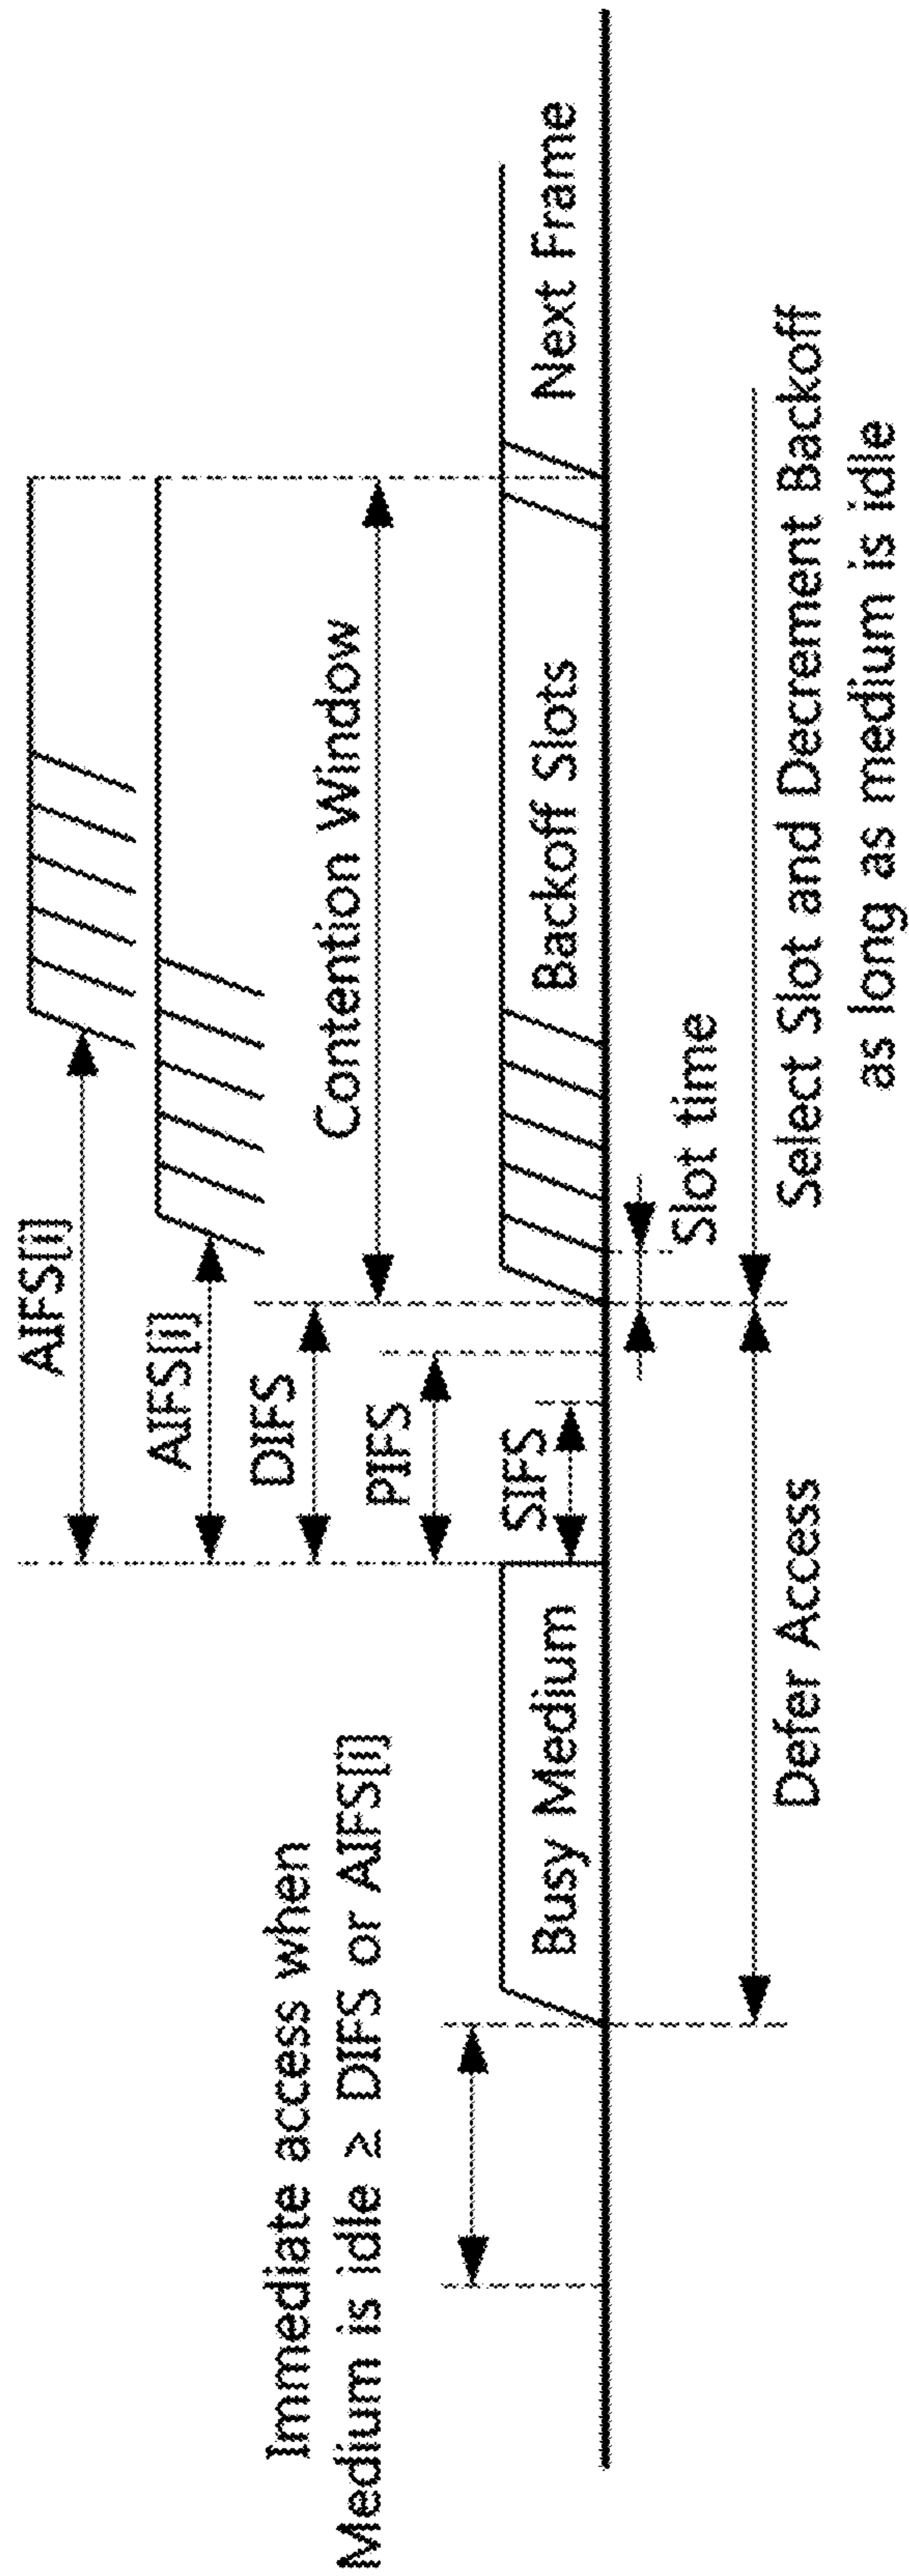 Immediate access when
Medium is idle ≥ DIFS or AIFS[i]
AIFS[i]
AIFS[i]
DIFS
PIFS
SIFS
Contention Window
Busy Medium
Backoff Slots
Next Frame
Slot time
Defer Access
Select Slot and Decrement Backoff
as long as medium is idle